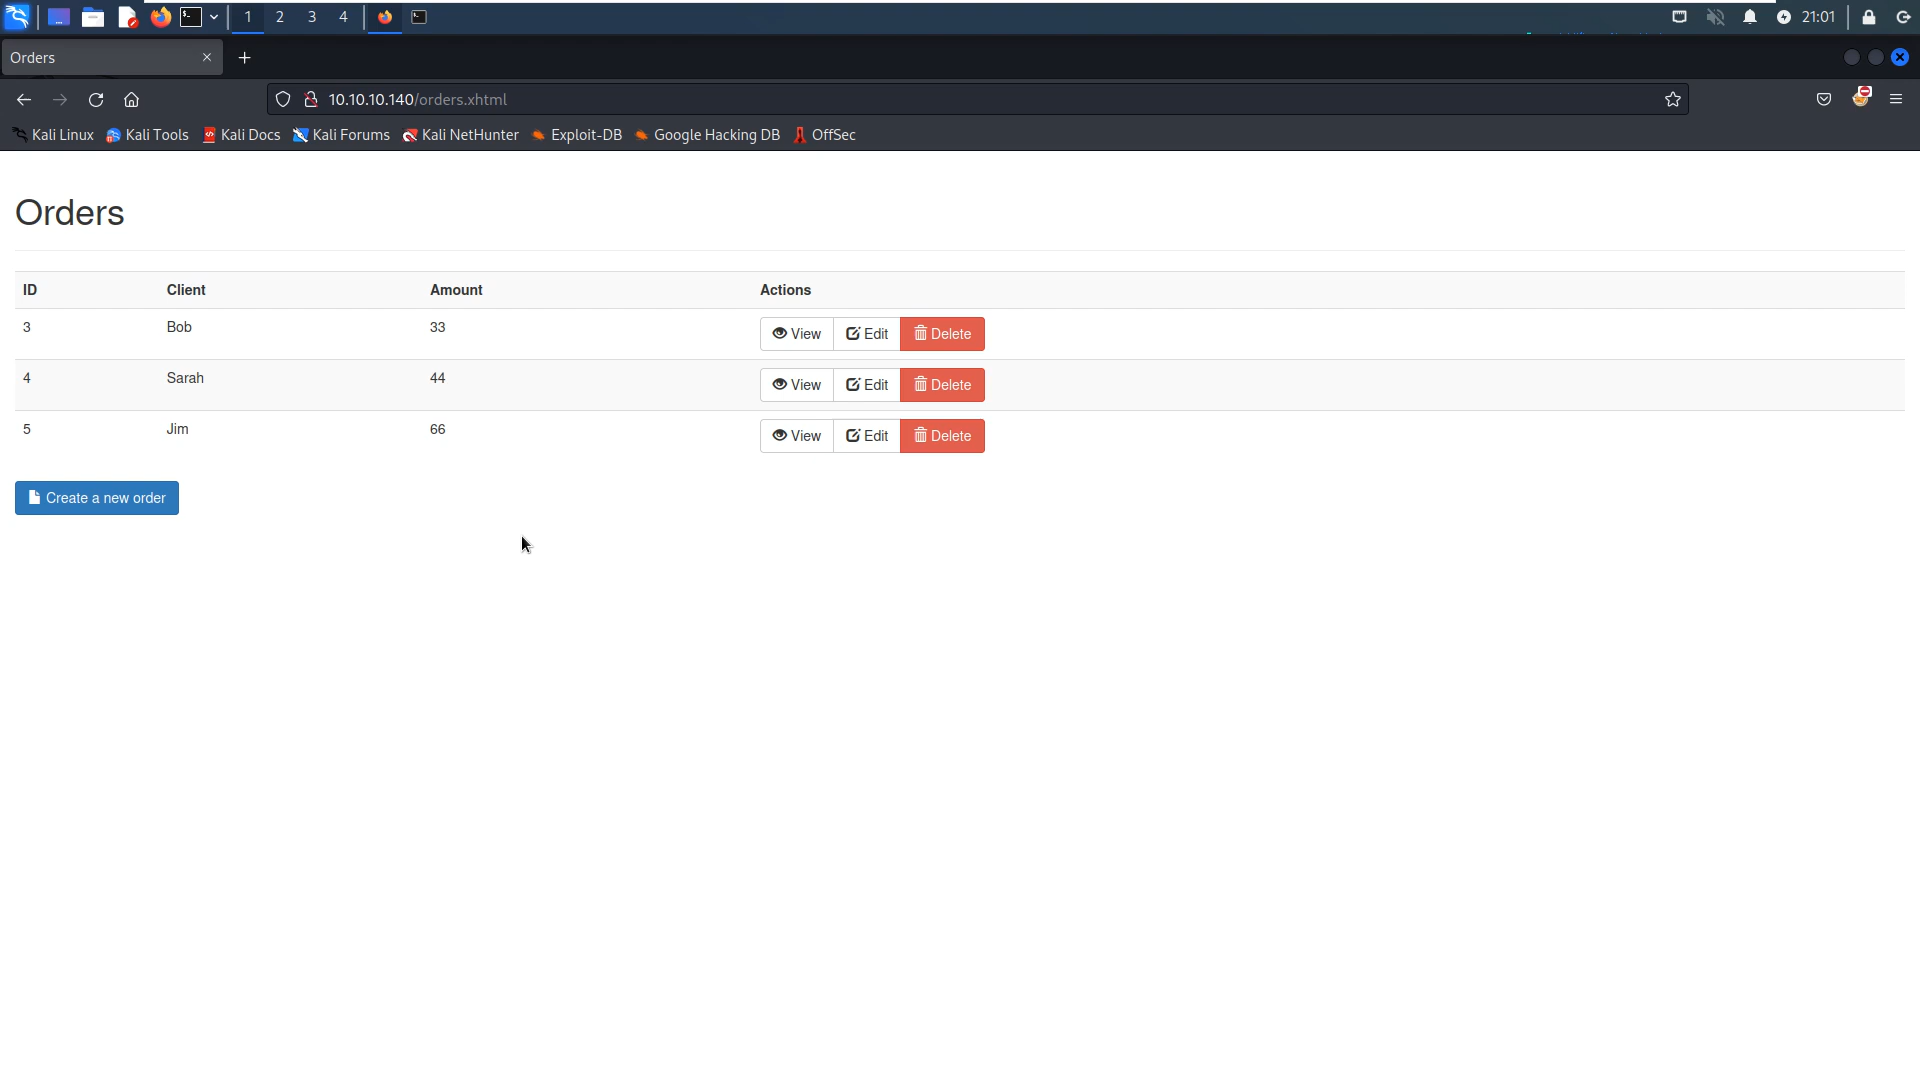 1 2 3 4 21:01
Orders
10.10.10.140/orders.xhtml
Kali Linux Kali Tools Kali Docs Kali Forums Kali NetHunter Exploit-DB Google Hacking DB OffSec
Orders
ID Client Amount Actions
3 Bob 33 View Edit Delete
4 Sarah 44 View Edit Delete
5 Jim 66 View Edit Delete
Create a new order